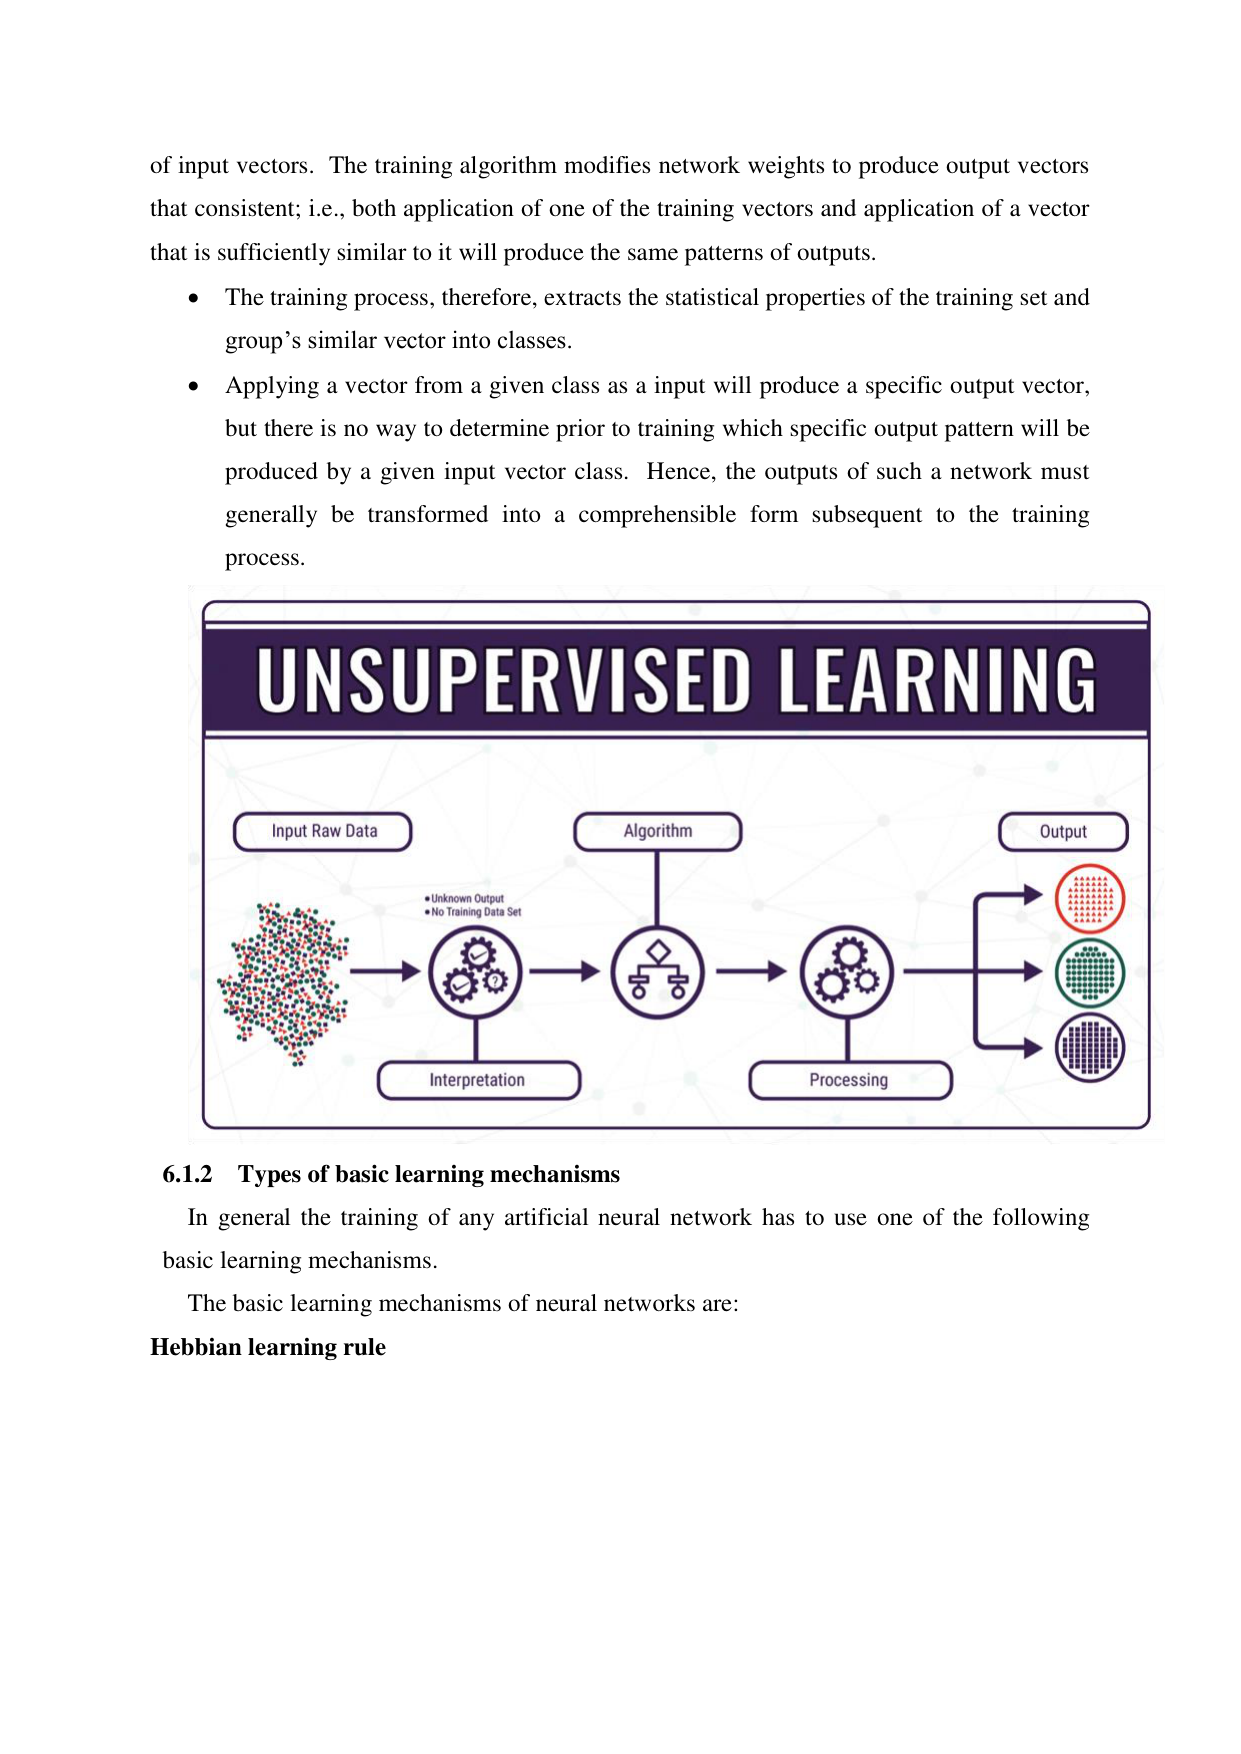 of input vectors.  The training algorithm modifies network weights to produce output vectors
that consistent; i.e., both application of one of the training vectors and application of a vector
that is sufficiently similar to it will produce the same patterns of outputs.
• The training process, therefore, extracts the statistical properties of the training set and
group’s similar vector into classes.
• Applying a vector from a given class as a input will produce a specific output vector,
but there is no way to determine prior to training which specific output pattern will be
produced by a given input vector class.  Hence, the outputs of such a network must
generally be transformed into a comprehensible form subsequent to the training
process.
UNSUPERVISED LEARNING
Input Raw Data
Algorithm
Output
• Unknown Output
• No Training Data Set
?
Interpretation
Processing
6.1.2 Types of basic learning mechanisms
In general the training of any artificial neural network has to use one of the following
basic learning mechanisms.
The basic learning mechanisms of neural networks are:
Hebbian learning rule